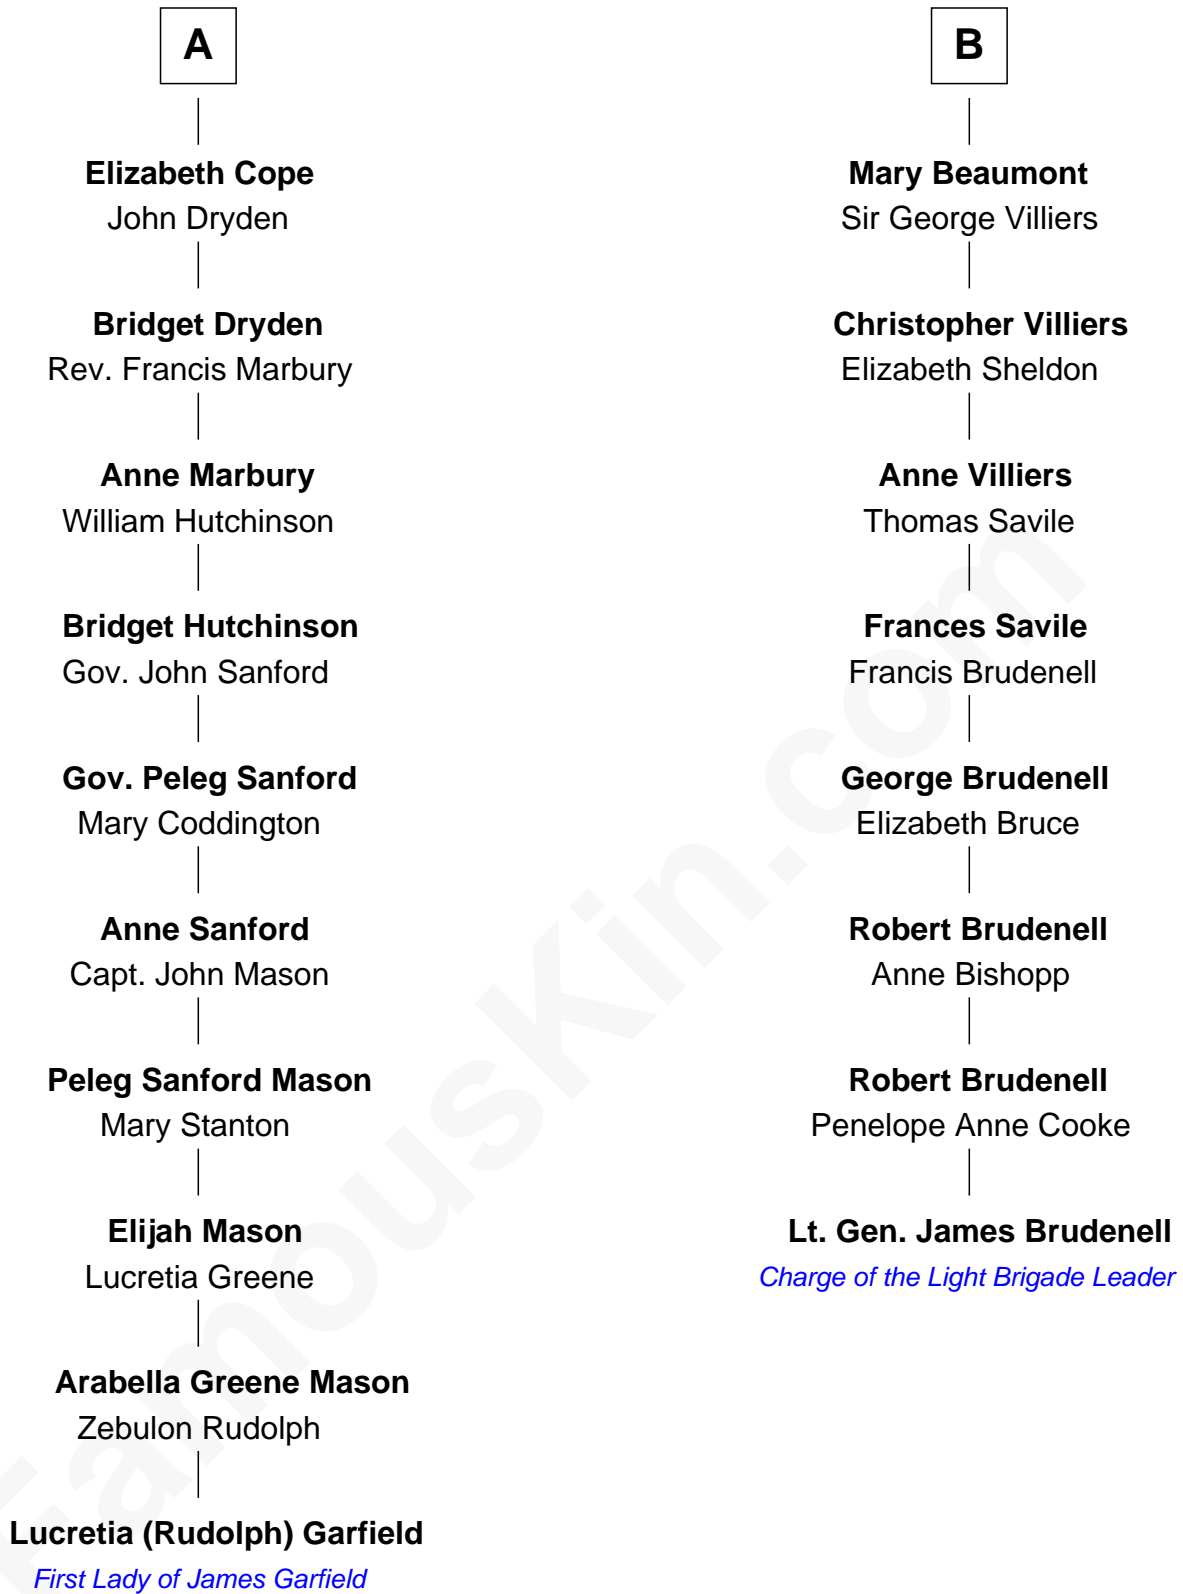 A
Elizabeth Cope
John Dryden
Bridget Dryden
Rev. Francis Marbury
Anne Marbury
William Hutchinson
Bridget Hutchinson
Gov. John Sanford
Gov. Peleg Sanford
Mary Coddington
Anne Sanford
Capt. John Mason
Peleg Sanford Mason
Mary Stanton
Elijah Mason
Lucretia Greene
Arabella Greene Mason
Zebulon Rudolph
Lucretia (Rudolph) Garfield
First Lady of James Garfield
B
Mary Beaumont
Sir George Villiers
Christopher Villiers
Elizabeth Sheldon
Anne Villiers
Thomas Savile
Frances Savile
Francis Brudenell
George Brudenell
Elizabeth Bruce
Robert Brudenell
Anne Bishopp
Robert Brudenell
Penelope Anne Cooke
Lt. Gen. James Brudenell
Charge of the Light Brigade Leader
FamousKin.com